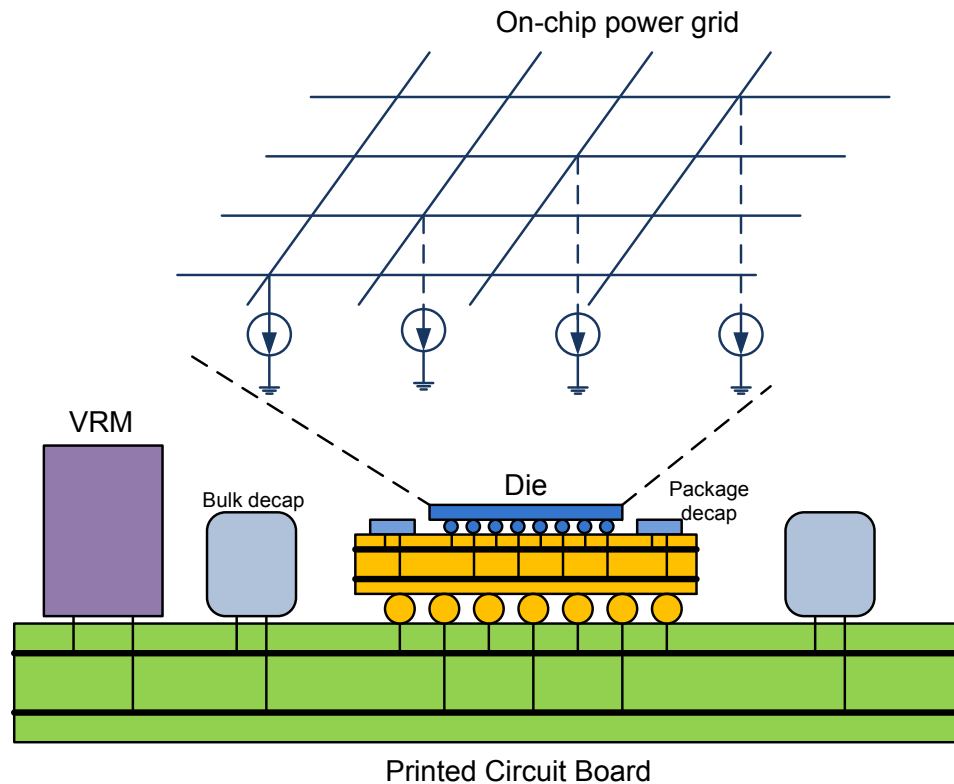 On-chip power grid
VRM
Bulk decap
Die
Package
decap
Printed Circuit Board